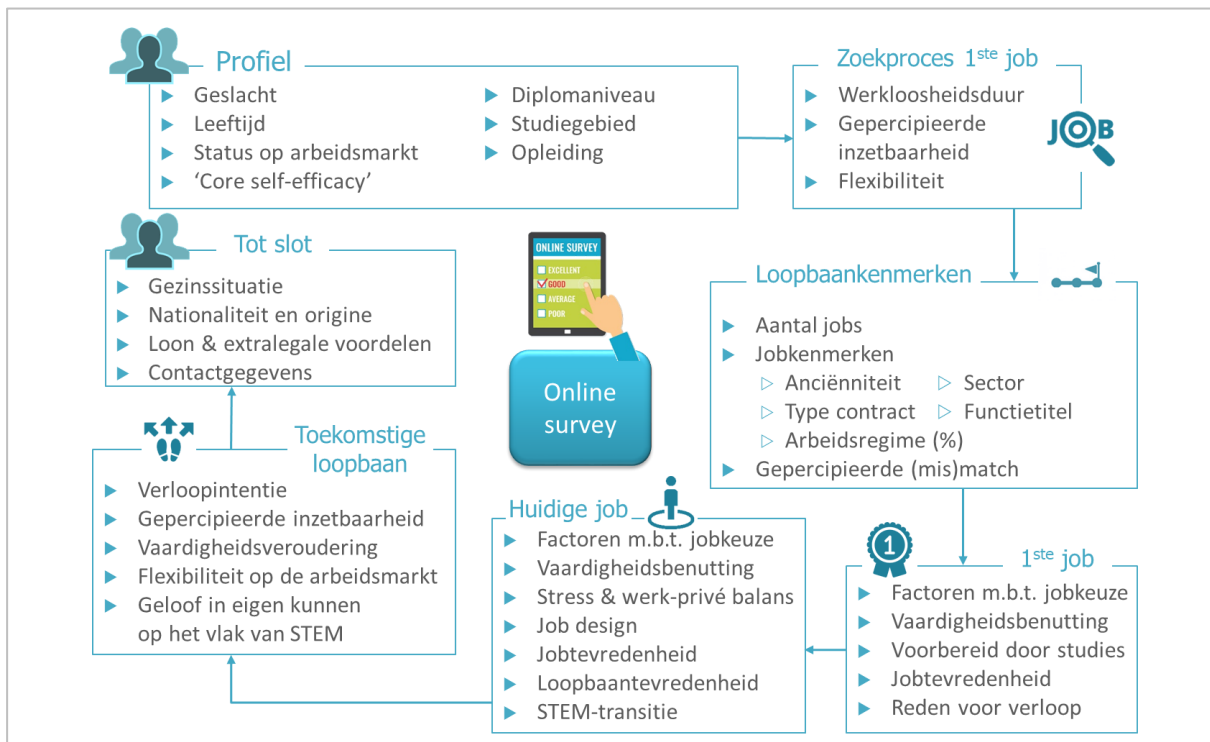 Profiel
Geslacht
Leeftijd
Status op arbeidsmarkt
‘Core self-efficacy’
Diplomaniveau
Studiegebied
Opleiding
Zoekproces 1ste job
Werkloosheidsduur
Gepercipieerde
inzetbaarheid
Flexibiliteit
JOB
Loopbaankenmerken
Aantal jobs
Jobkenmerken
Anciënniteit
Sector
Type contract
Functietitel
Arbeidsregime (%)
Gepercipieerde (mis)match
1
1ste job
Factoren m.b.t. jobkeuze
Vaardigheidsbenutting
Voorbereid door studies
Jobtevredenheid
Reden voor verloop
Huidige job
Factoren m.b.t. jobkeuze
Vaardigheidsbenutting
Stress & werk-privé balans
Job design
Jobtevredenheid
Loopbaantevredenheid
STEM-transitie
Toekomstige
loopbaan
Verloopintentie
Gepercipieerde inzetbaarheid
Vaardigheidsveroudering
Flexibiliteit op de arbeidsmarkt
Geloof in eigen kunnen
op het vlak van STEM
Tot slot
Gezinssituatie
Nationaliteit en origine
Loon & extralegale voordelen
Contactgegevens
ONLINE SURVEY
EXCELLENT
GOOD
AVERAGE
POOR
Online
survey